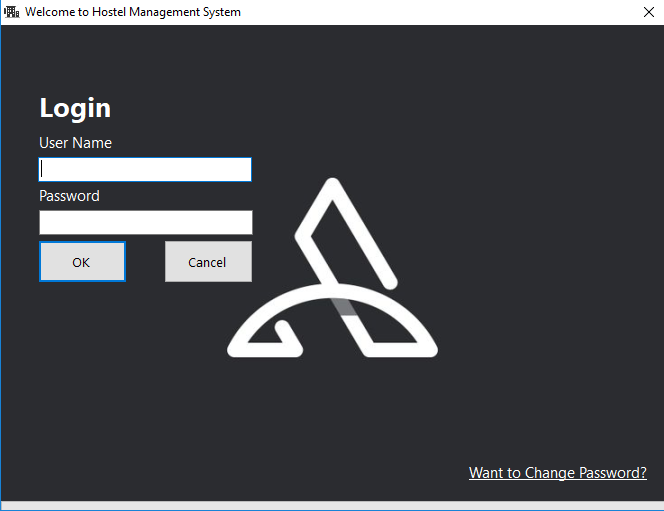 Welcome to Hostel Management System
Login
User Name
Password
OK
Cancel
Want to Change Password?